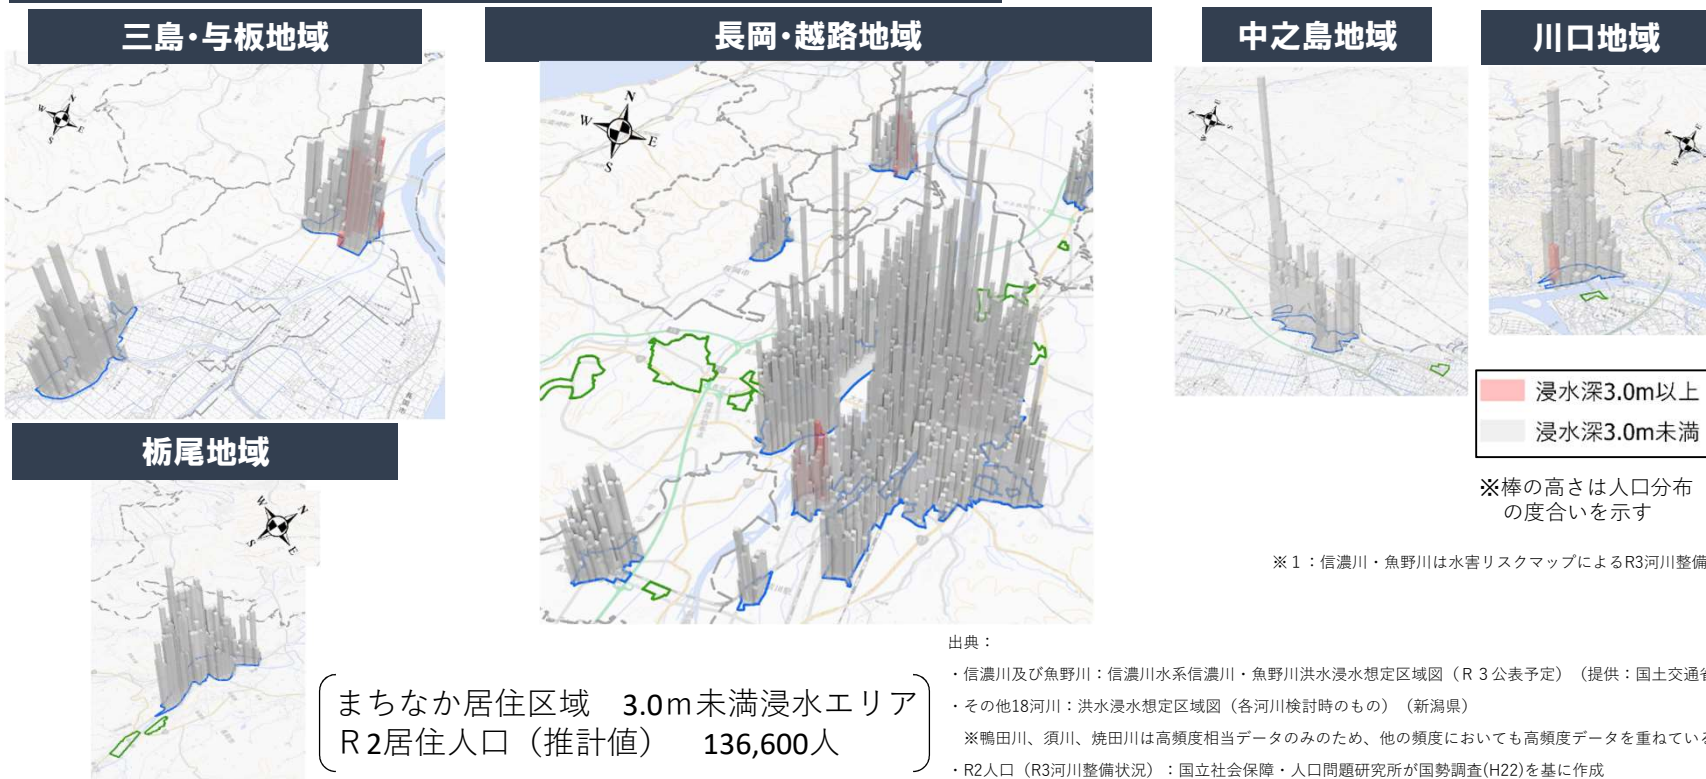 三島・与板地域
長岡・越路地域
中之島地域
川口地域
N
W
E
S
N
W
E
S
浸水深3.0m以上
浸水深3.0m未満
※棒の高さは人口分布
の度合いを示す
栃尾地域
W
N
S
E
※1：信濃川・魚野川は水害リスクマップによるR3河川整備
まちなか居住区域 3.0m未満浸水エリア
R2居住人口（推計値） 136,600人
出典：
・信濃川及び魚野川：信濃川水系信濃川・魚野川洪水浸水想定区域図（R３公表予定）（提供：国土交通省
・その他18河川：洪水浸水想定区域図（各河川検討時のもの）（新潟県）
※鴨田川、須川、焼田川は高頻度相当データのみのため、他の頻度においても高頻度データを重ねている
・R2人口（R3河川整備状況）：国立社会保障・人口問題研究所が国勢調査(H22)を基に作成